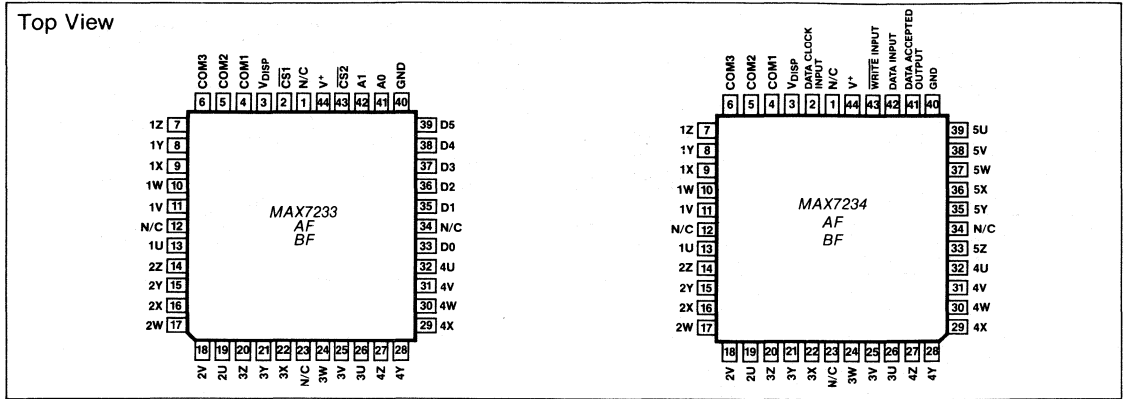 Top View
COM3
COM2
COM1
VDISP
CS1
N/C
V+
CS2
A1
A0
GND
6 5 4 3 2 1 44 43 42 41 40
1Z 7
1Y 8
1X 9
1W 10
1V 11
N/C 12
1U 13
2Z 14
2Y 15
2X 16
2W 17
MAX7233
AF
BF
39 D5
38 D4
37 D3
36 D2
35 D1
34 N/C
33 D0
32 4U
31 4V
30 4W
29 4X
18 19 20 21 22 23 24 25 26 27 28
2V
2U
3Z
3Y
3X
N/C
3W
3V
3U
4Z
4Y
COM3
COM2
COM1
VDISP
DATA CLOCK
INPUT
N/C
V+
WRITE INPUT
DATA INPUT
DATA ACCEPTED
OUTPUT
GND
6 5 4 3 2 1 44 43 42 41 40
1Z 7
1Y 8
1X 9
1W 10
1V 11
N/C 12
1U 13
2Z 14
2Y 15
2X 16
2W 17
MAX7234
AF
BF
39 5U
38 5V
37 5W
36 5X
35 5Y
34 N/C
33 5Z
32 4U
31 4V
30 4W
29 4X
18 19 20 21 22 23 24 25 26 27 28
2V
2U
3Z
3Y
3X
N/C
3W
3V
3U
4Z
4Y